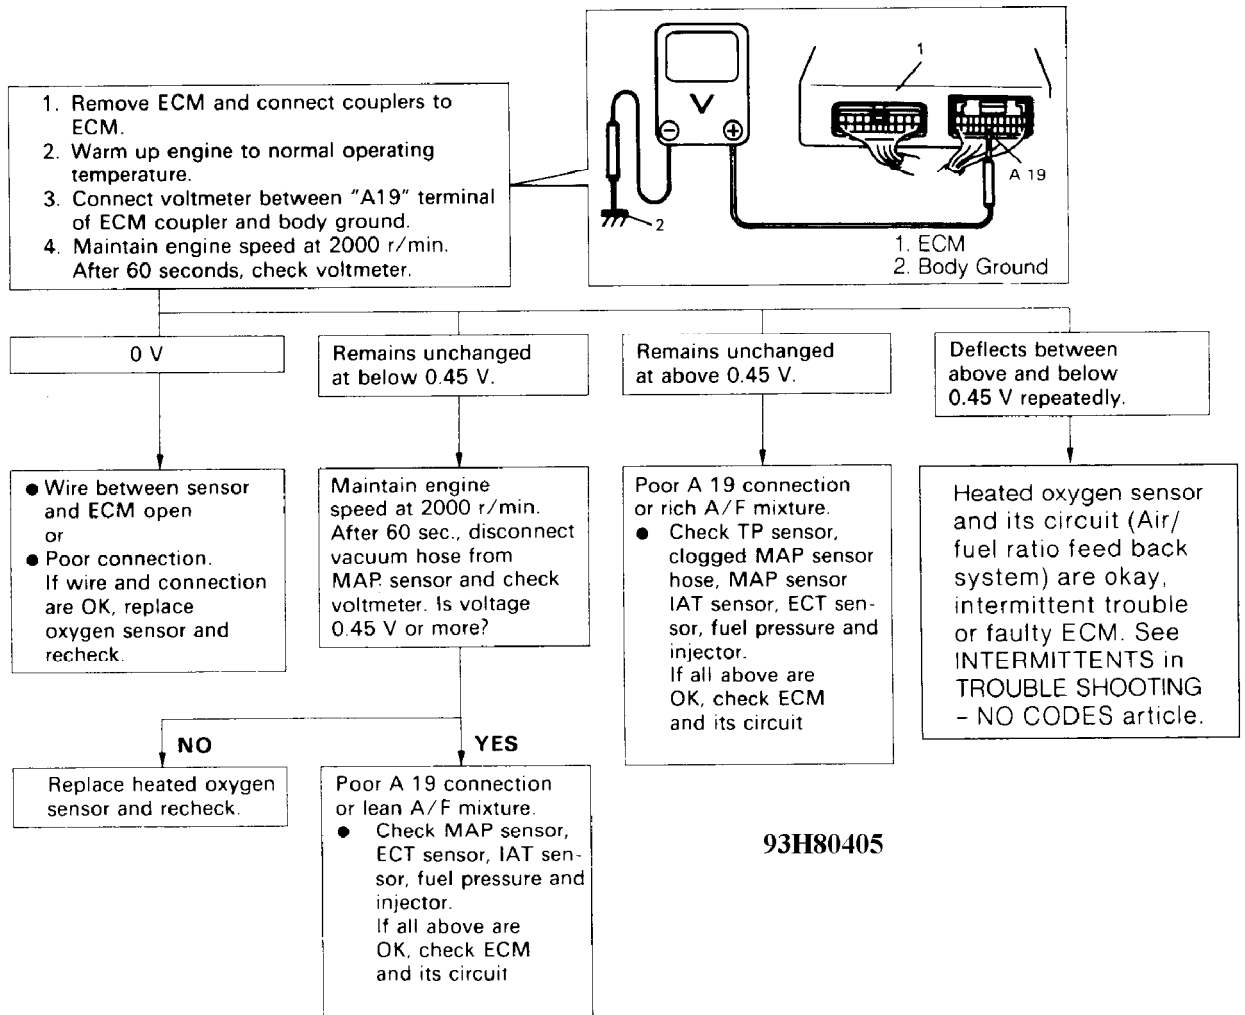 1. Remove ECM and connect couplers to
ECM.
2. Warm up engine to normal operating
temperature.
3. Connect voltmeter between "A19" terminal
of ECM coupler and body ground.
4. Maintain engine speed at 2000 r/min.
After 60 seconds, check voltmeter.
V
1
A 19
2
1. ECM
2. Body Ground
0 V
Remains unchanged
at below 0.45 V.
Remains unchanged
at above 0.45 V.
Deflects between
above and below
0.45 V repeatedly.
● Wire between sensor
and ECM open
or
● Poor connection.
If wire and connection
are OK, replace
oxygen sensor and
recheck.
Maintain engine
speed at 2000 r/min.
After 60 sec., disconnect
vacuum hose from
MAP sensor and check
voltmeter. Is voltage
0.45 V or more?
Poor A 19 connection
or rich A/F mixture.
● Check TP sensor,
clogged MAP sensor
hose, MAP sensor
IAT sensor, ECT sen-
sor, fuel pressure and
injector.
If all above are
OK, check ECM
and its circuit
Heated oxygen sensor
and its circuit (Air/
fuel ratio feed back
system) are okay,
intermittent trouble
or faulty ECM. See
INTERMITTENTS in
TROUBLE SHOOTING
– NO CODES article.
NO
YES
Replace heated oxygen
sensor and recheck.
Poor A 19 connection
or lean A/F mixture.
● Check MAP sensor,
ECT sensor, IAT sen-
sor, fuel pressure and
injector.
If all above are
OK, check ECM
and its circuit
93H80405